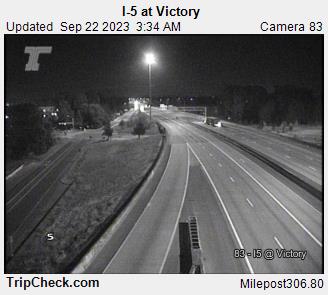 I-5 at Victory
Updated Sep 22 2023 3:34 AM Camera 83
T
S
83 - I5 @ Victory
TripCheck.com Milepost306.80